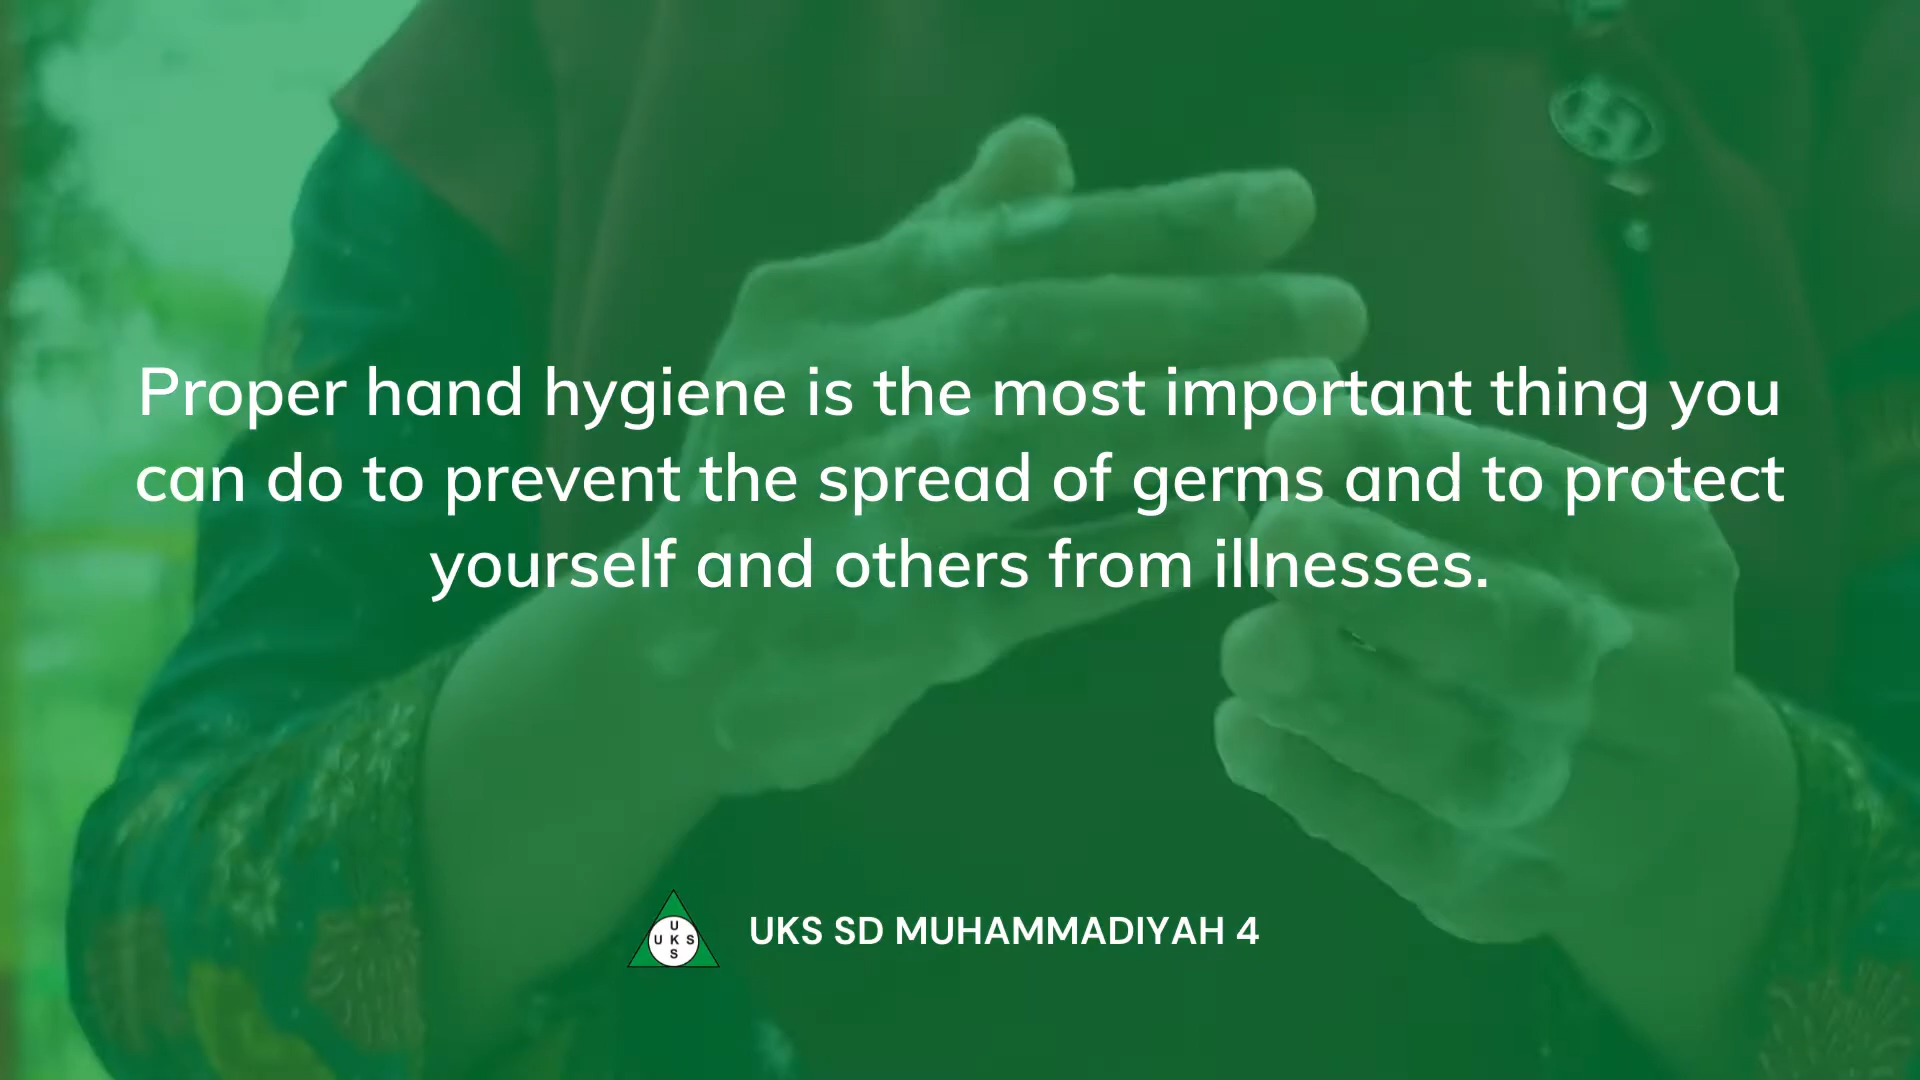 Proper hand hygiene is the most important thing you
can do to prevent the spread of germs and to protect
yourself and others from illnesses.
U
U K S
S
UKS SD MUHAMMADIYAH 4
H